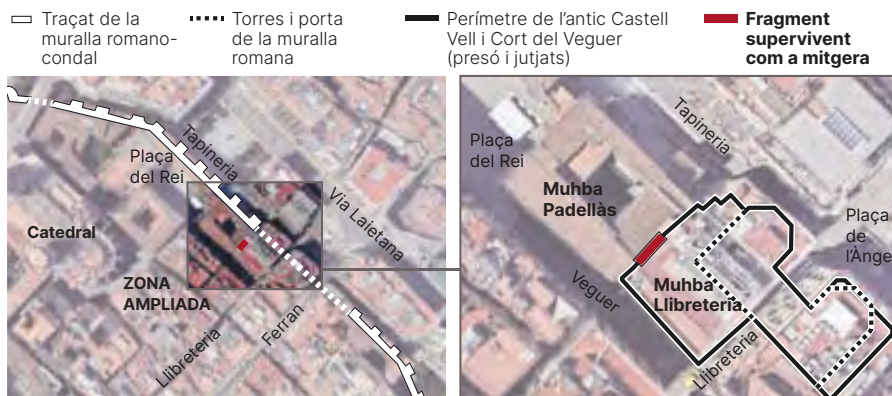 Traçat de la
muralla romano-
comdal
Torres i porta
de la muralla
romana
Perímetre de l’antic Castell
Vell i Cort del Veguer
(presó i jutjats)
Fragment
supervivent
com a mitgera
Tapineria
Plaça
del Rei
Via Laietana
Catedral
ZONA
AMPLIADA
Ferran
Llibreteria
Plaça
del Rei
Tapineria
Muhba
Padellàs
Plaça
de
l’Ànge
Veguer
Muhba
Llibreteria
Llibreteria